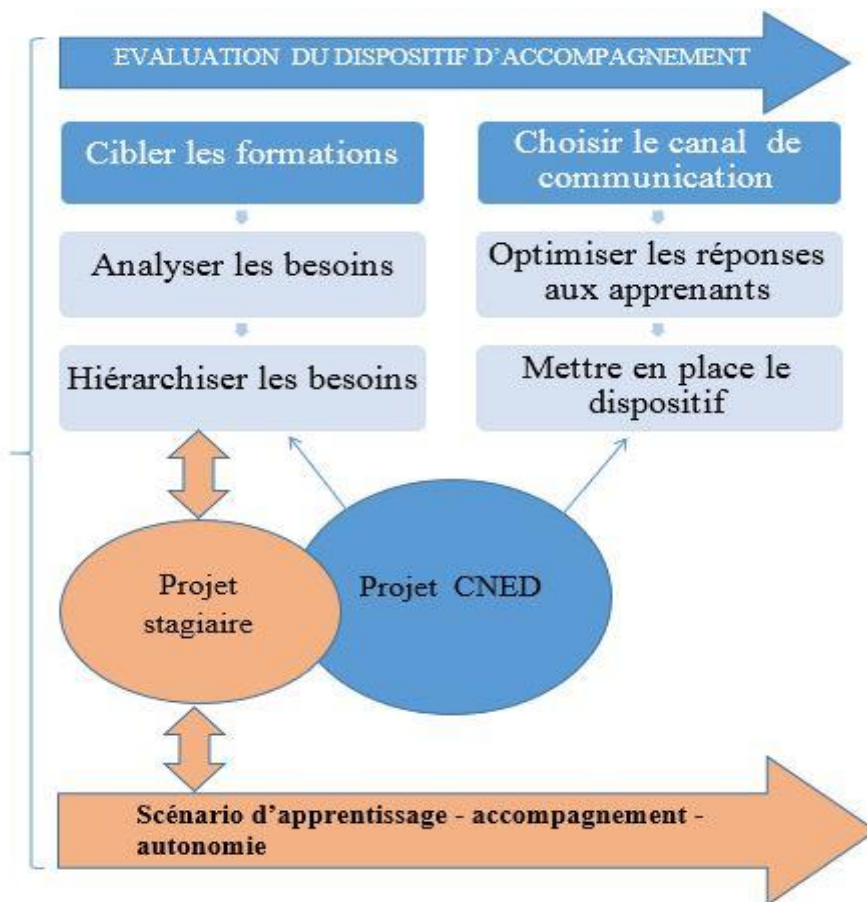 EVALUATION DU DISPOSITIF D'ACCOMPAGNEMENT
Cibler les formations
Analyser les besoins
Hiérarchiser les besoins
Choisir le canal de
communication
Optimiser les réponses
aux apprenants
Mettre en place le
dispositif
Projet
stagiaire
Projet CNED
Scénario d'apprentissage - accompagnement -
autonomie